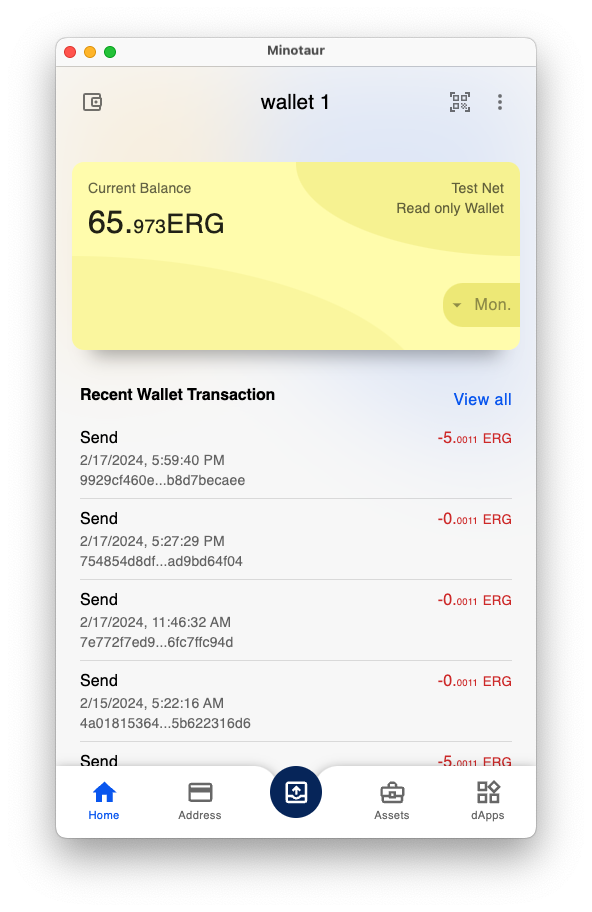 Minotaur
wallet 1
Current Balance
Test Net
65.973ERG
Read only Wallet
Mon.
Recent Wallet Transaction
View all
Send
-5.0011 ERG
2/17/2024, 5:59:40 PM
9929cf460e...b8d7becaee
Send
-0.0011 ERG
2/17/2024, 5:27:29 PM
754854d8df...ad9bd64f04
Send
-0.0011 ERG
2/17/2024, 11:46:32 AM
7e772f7ed9...6fc7ffc94d
Send
-0.0011 ERG
2/15/2024, 5:22:16 AM
4a01815364...5b622316d6
Send
-5.0011 ERG
Home
Address
Assets
dApps